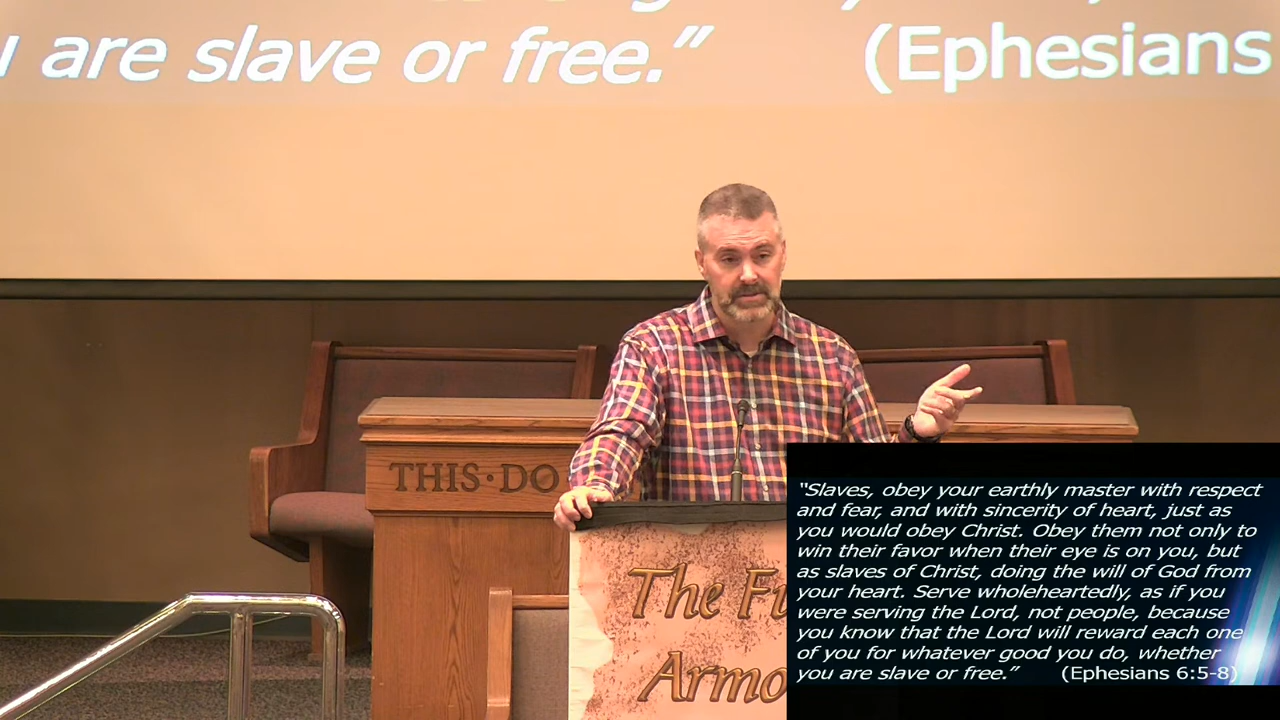 are slave or free.” (Ephesians
THIS·DO
The
Armo
“Slaves, obey your earthly master with respect
and fear, and with sincerity of heart, just as
you would obey Christ. Obey them not only to
win their favor when their eye is on you, but
as slaves of Christ, doing the will of God from
your heart. Serve wholeheartedly, as if you
were serving the Lord, not people, because
you know that the Lord will reward each one
of you for whatever good you do, whether
you are slave or free.” (Ephesians 6:5-8)